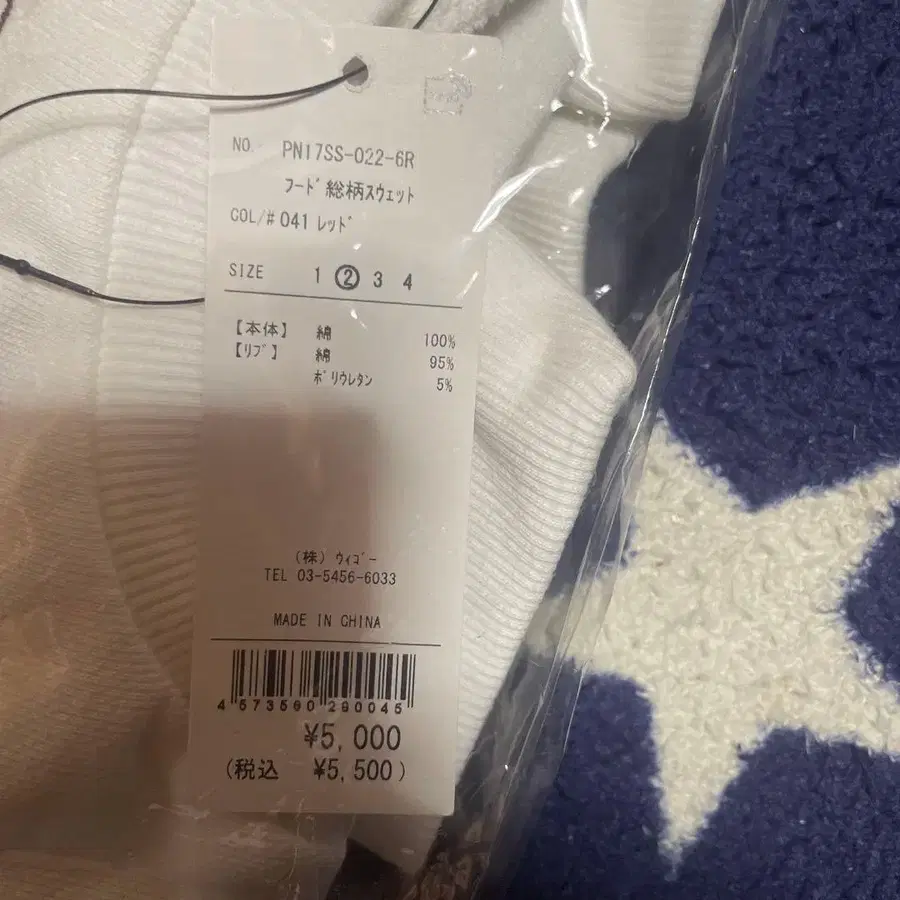 NO. PN17SS-022-6R
ﾌｰﾄﾞ総柄ｽｳｪｯﾄ
COL/# 041 ﾚｯﾄﾞ
SIZE 1 ② 3 4
【本体】 綿 100%
【ﾘﾌﾞ】 綿 95%
ﾎﾟﾘｳﾚﾀﾝ 5%
(株) ｳｨｺﾞｰ
TEL 03-5456-6033
MADE IN CHINA
4 573560 290045
¥5,000
(税込 ¥5,500)